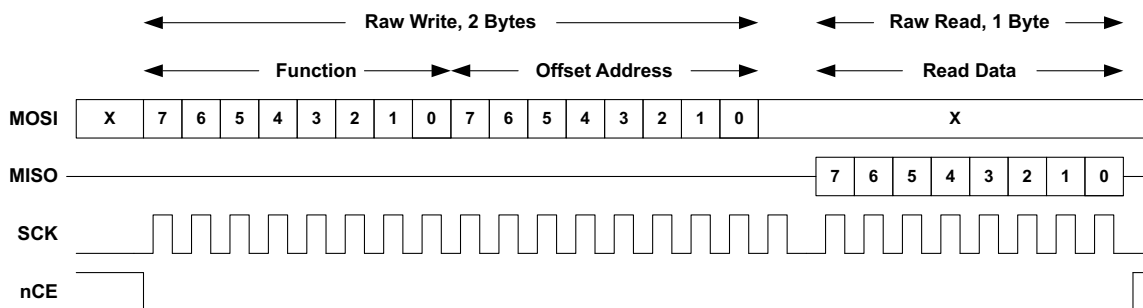 Raw Write, 2 Bytes Raw Read, 1 Byte
Function Offset Address Read Data
MOSI X 7 6 5 4 3 2 1 0 7 6 5 4 3 2 1 0 X
MISO 7 6 5 4 3 2 1 0
SCK
nCE